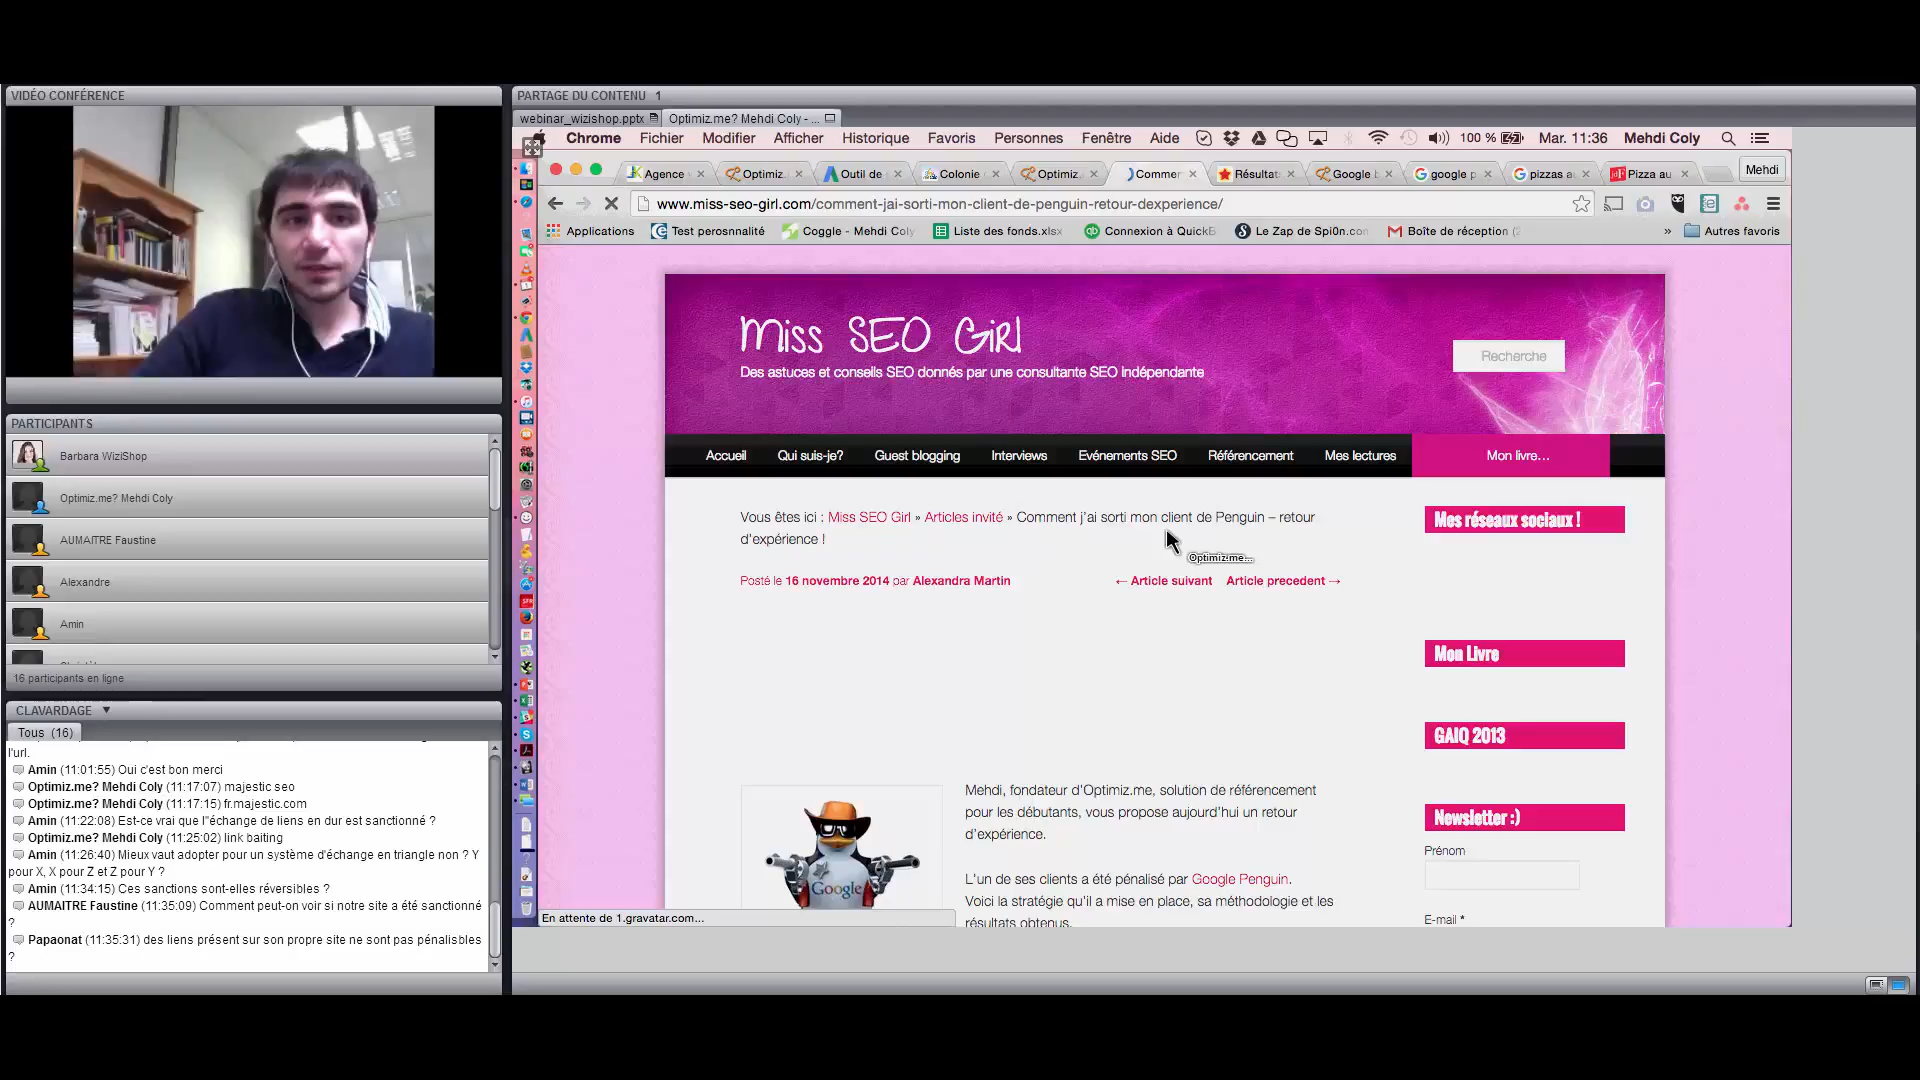 VIDÉO CONFÉRENCE
PARTICIPANTS
Barbara WiziShop
Optimiz.me? Mehdi Coly
AUMAITRE Faustine
Alexandre
Amin
16 participants en ligne
CLAVARDAGE
Tous (16)
l'url.
Amin (11:01:55) Oui c'est bon merci
Optimiz.me? Mehdi Coly (11:17:07) majestic seo
Optimiz.me? Mehdi Coly (11:17:15) fr.majestic.com
Amin (11:22:08) Est-ce vrai que l''échange de liens en dur est sanctionné ?
Optimiz.me? Mehdi Coly (11:25:02) link baiting
Amin (11:26:40) Mieux vaut adopter pour un système d'échange en triangle non ? Y
pour X, X pour Z et Z pour Y ?
Amin (11:34:15) Ces sanctions sont-elles réversibles ?
AUMAITRE Faustine (11:35:09) Comment peut-on voir si notre site a été sanctionné
?
Papaonat (11:35:31) des liens présent sur son propre site ne sont pas pénalisbles
?
PARTAGE DU CONTENU 1
webinar_wizishop.pptx Optimiz.me? Mehdi Coly - ...
Chrome Fichier Modifier Afficher Historique Favoris Personnes Fenêtre Aide 100 % Mar. 11:36 Mehdi Coly
Agence Optimiz. Outil de Colonie Optimiz. Commen Résultat Google google p pizzas a Pizza au Mehdi
www.miss-seo-girl.com/comment-jai-sorti-mon-client-de-penguin-retour-dexperience/
Applications Test perosnnalité Coggle - Mehdi Coly Liste des fonds.xlsx Connexion à QuickB Le Zap de Spi0n.com Boîte de réception » Autres favoris
Miss SEO Girl
Des astuces et conseils SEO donnés par une consultante SEO indépendante
Recherche
Accueil Qui suis-je? Guest blogging Interviews Evénements SEO Référencement Mes lectures Mon livre...
Vous êtes ici : Miss SEO Girl » Articles invité » Comment j'ai sorti mon client de Penguin – retour
d'expérience !
Optimiz.me...
Posté le 16 novembre 2014 par Alexandra Martin ← Article suivant Article precedent →
Google
Mehdi, fondateur d'Optimiz.me, solution de référencement
pour les débutants, vous propose aujourd'hui un retour
d'expérience.
L'un de ses clients a été pénalisé par Google Penguin.
Voici la stratégie qu'il a mise en place, sa méthodologie et les
résultats obtenus.
Mes réseaux sociaux !
Mon Livre
GAIQ 2013
Newsletter :)
Prénom
E-mail *
En attente de 1.gravatar.com...